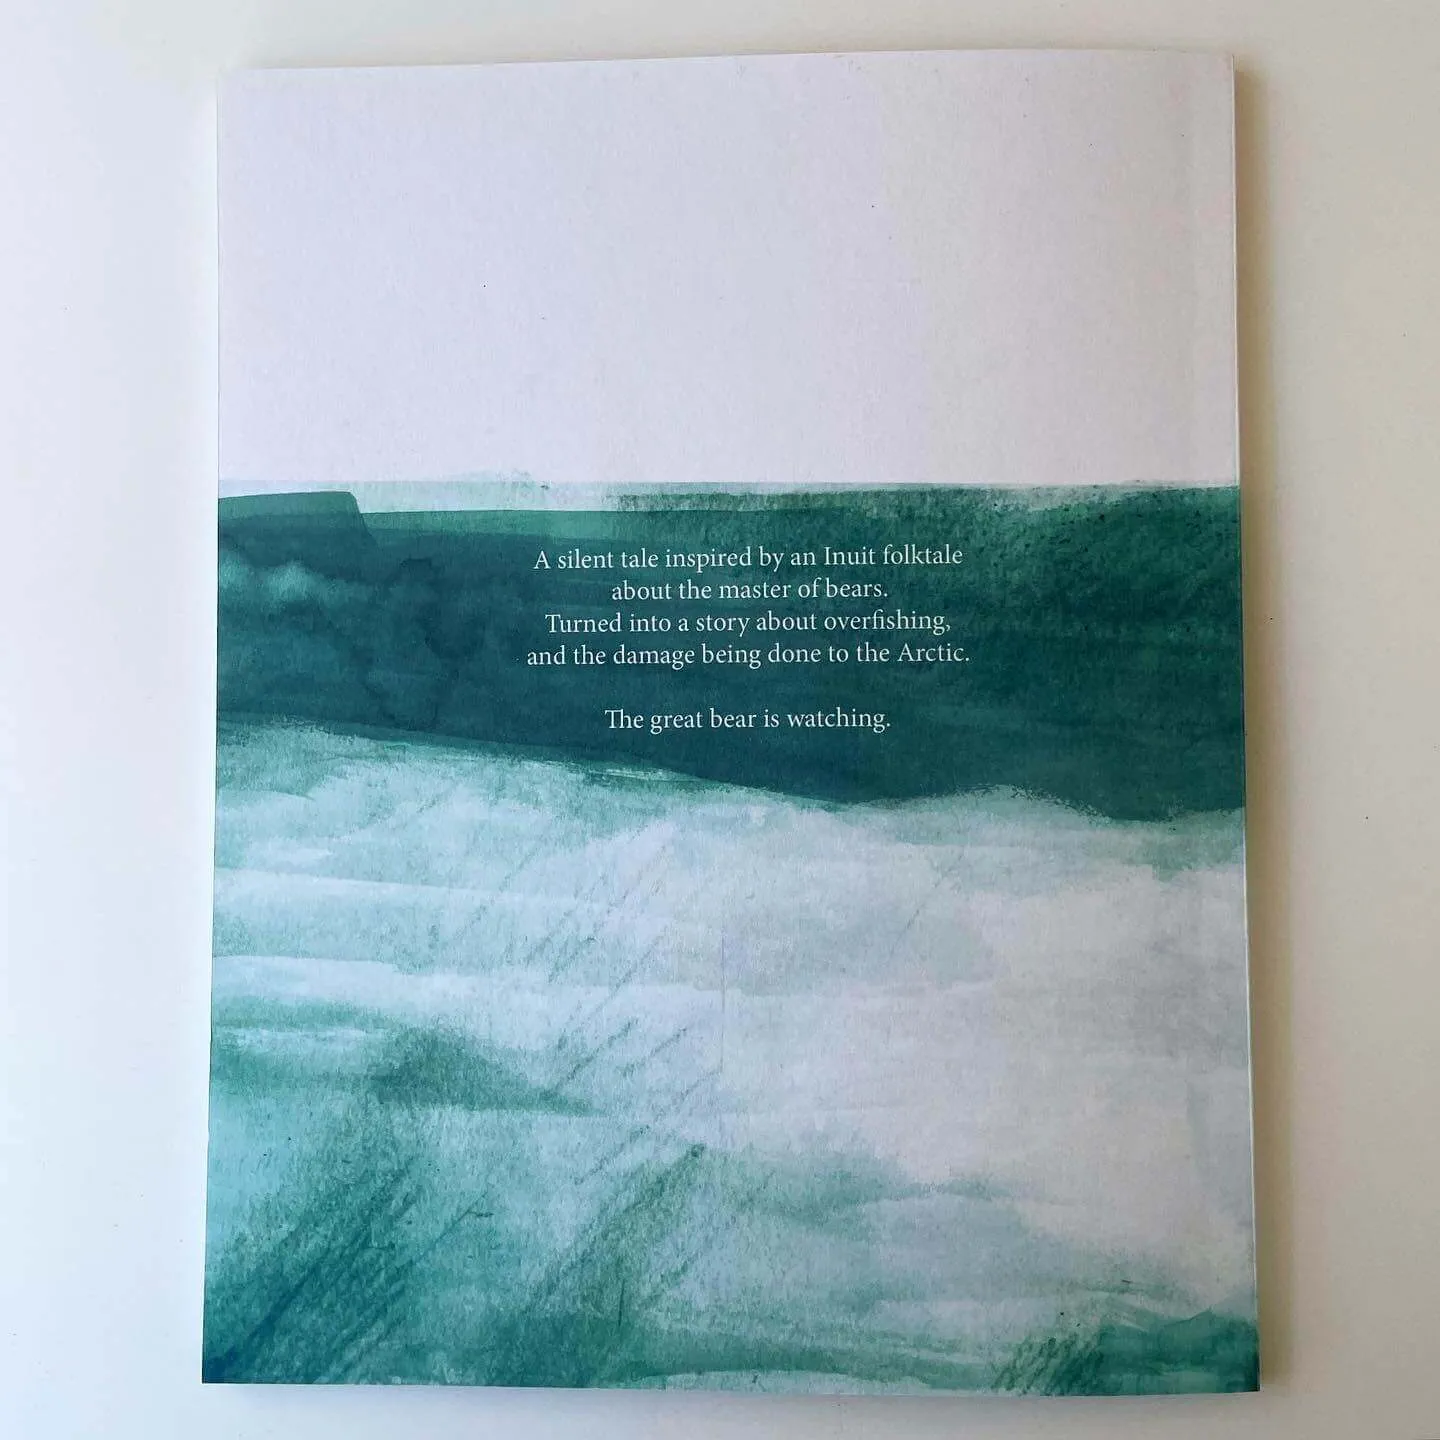 A silent tale inspired by an Inuit folktale
about the master of bears.
Turned into a story about overfishing,
and the damage being done to the Arctic.
The great bear is watching.